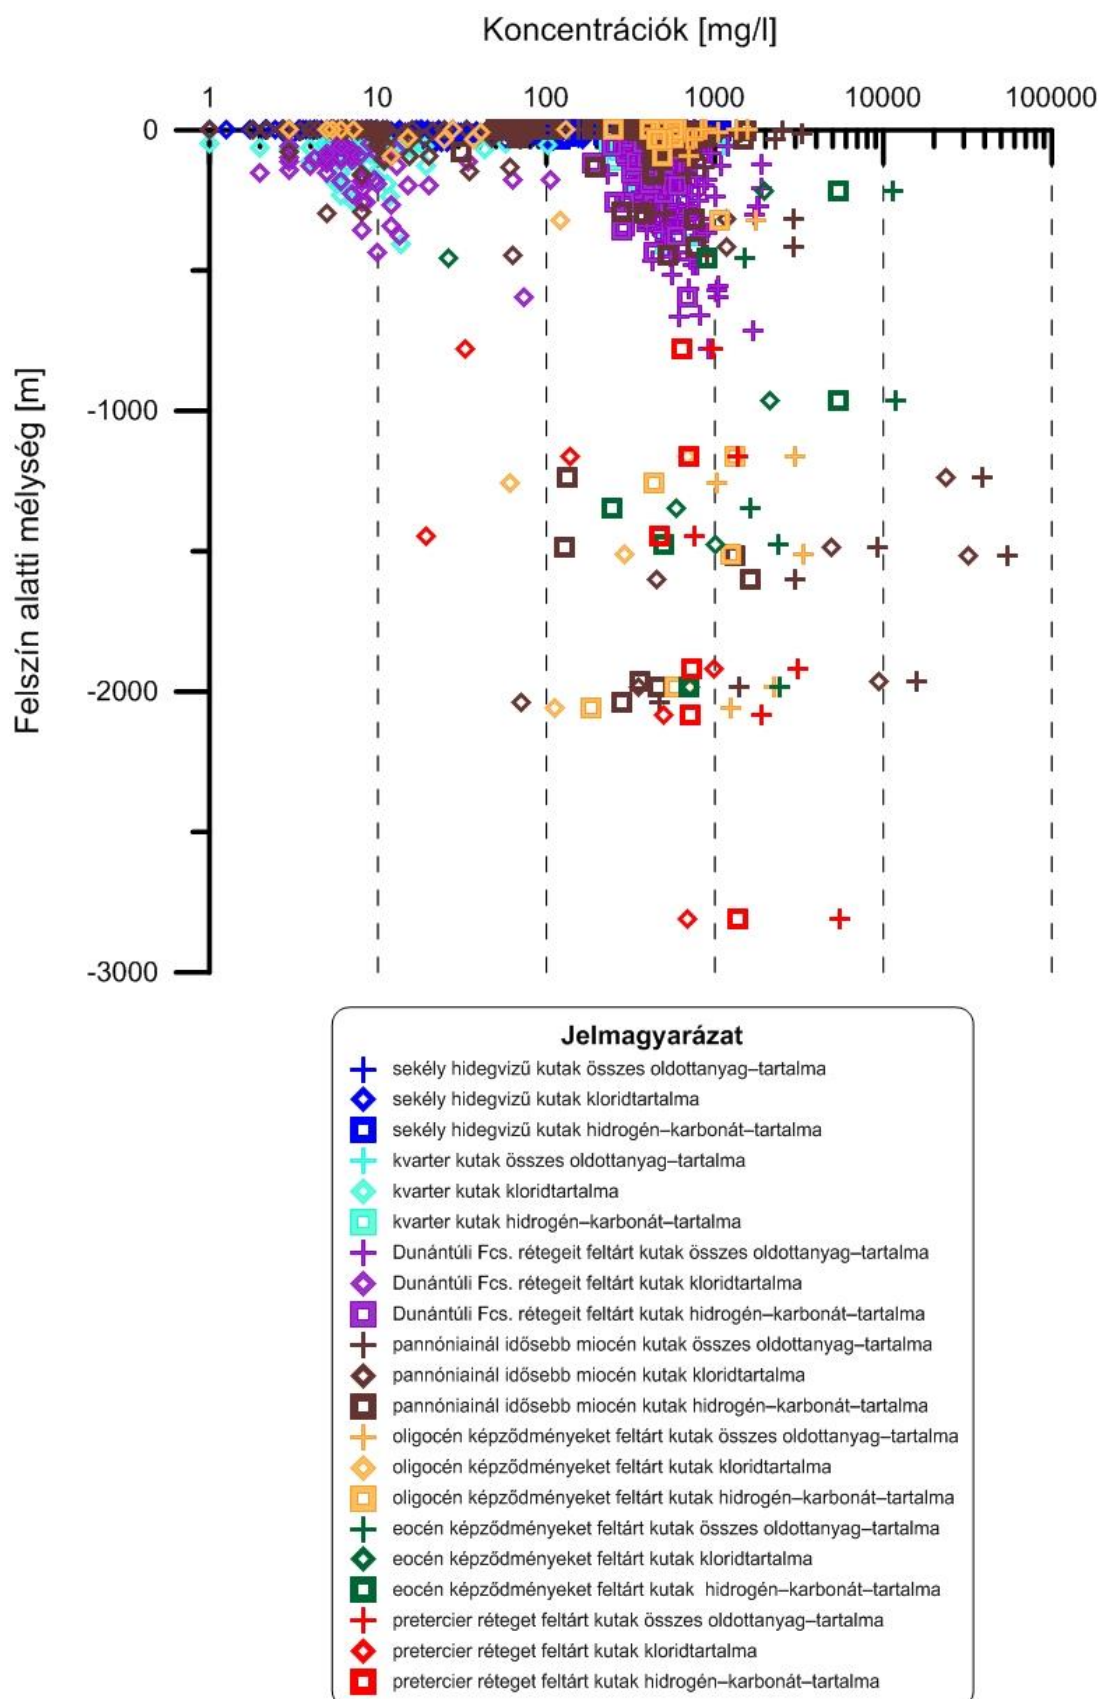 Koncentrációk [mg/l]
1 10 100 1000 10000 100000
0
-1000
-2000
-3000
Felszín alatti mélység [m]
Jelmagyarázat
sekély hidegvizű kutak összes oldottanyag–tartalma
sekély hidegvizű kutak kloridtartalma
sekély hidegvizű kutak hidrogén–karbonát–tartalma
kvarter kutak összes oldottanyag–tartalma
kvarter kutak kloridtartalma
kvarter kutak hidrogén–karbonát–tartalma
Dunántúli Fcs. rétegeit feltárt kutak összes oldottanyag–tartalma
Dunántúli Fcs. rétegeit feltárt kutak kloridtartalma
Dunántúli Fcs. rétegeit feltárt kutak hidrogén–karbonát–tartalma
pannóniainál idősebb miocén kutak összes oldottanyag–tartalma
pannóniainál idősebb miocén kutak kloridtartalma
pannóniainál idősebb miocén kutak hidrogén–karbonát–tartalma
oligocén képződményeket feltárt kutak összes oldottanyag–tartalma
oligocén képződményeket feltárt kutak kloridtartalma
oligocén képződményeket feltárt kutak hidrogén–karbonát–tartalma
eocén képződményeket feltárt kutak összes oldottanyag–tartalma
eocén képződményeket feltárt kutak kloridtartalma
eocén képződményeket feltárt kutak hidrogén–karbonát–tartalma
pretercier réteget feltárt kutak összes oldottanyag–tartalma
pretercier réteget feltárt kutak kloridtartalma
pretercier réteget feltárt kutak hidrogén–karbonát–tartalma